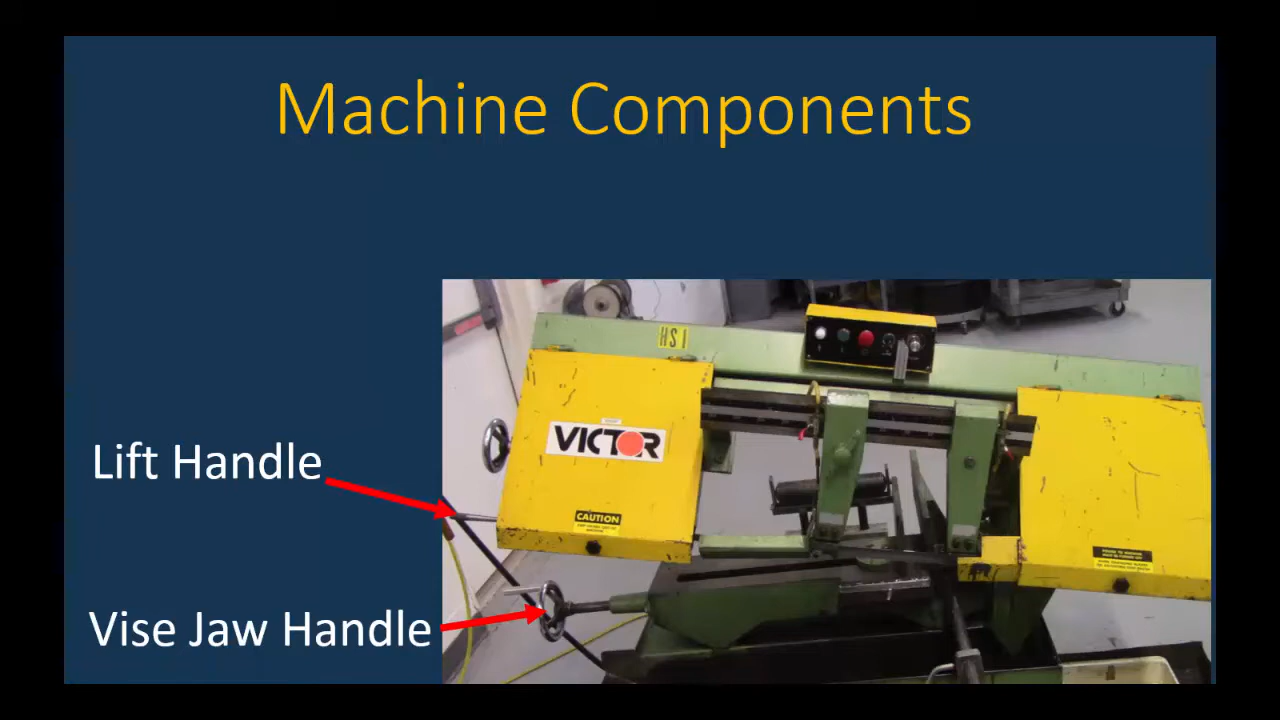 Machine Components
HS1
VICTOR
Lift Handle
CAUTION
Vise Jaw Handle